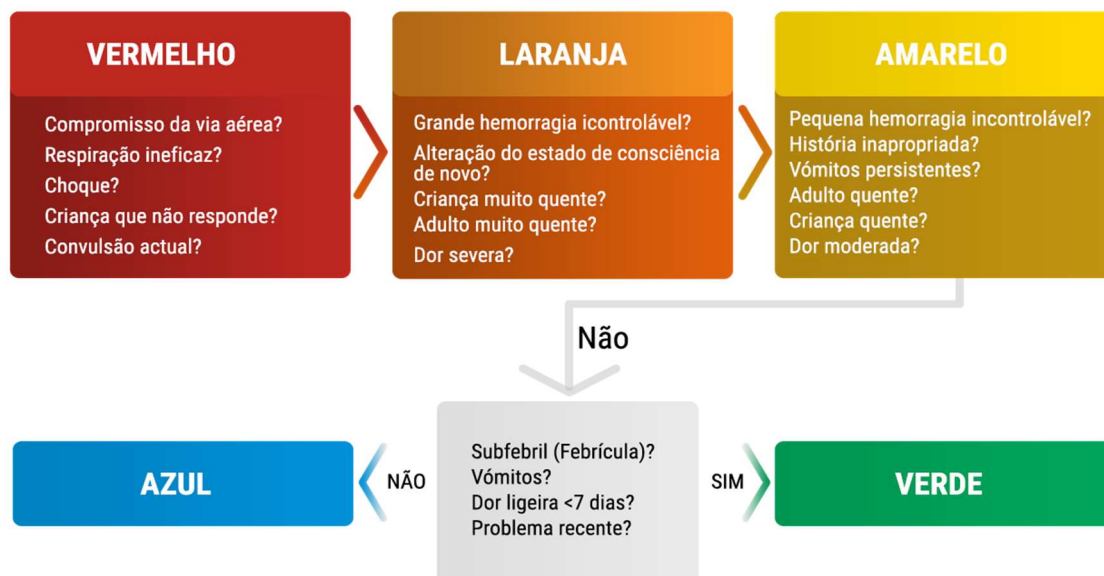 VERMELHO
Compromisso da via aérea?
Respiração ineficaz?
Choque?
Criança que não responde?
Convulsão actual?
LARANJA
Grande hemorragia icontrolável?
Alteração do estado de consciência
de novo?
Criança muito quente?
Adulto muito quente?
Dor severa?
AMARELO
Pequena hemorragia incontrolável?
História inapropriada?
Vómitos persistentes?
Adulto quente?
Criança quente?
Dor moderada?
Não
AZUL
NÃO
Subfebril (Febrícula)?
Vómitos?
Dor ligeira <7 dias?
Problema recente?
SIM
VERDE